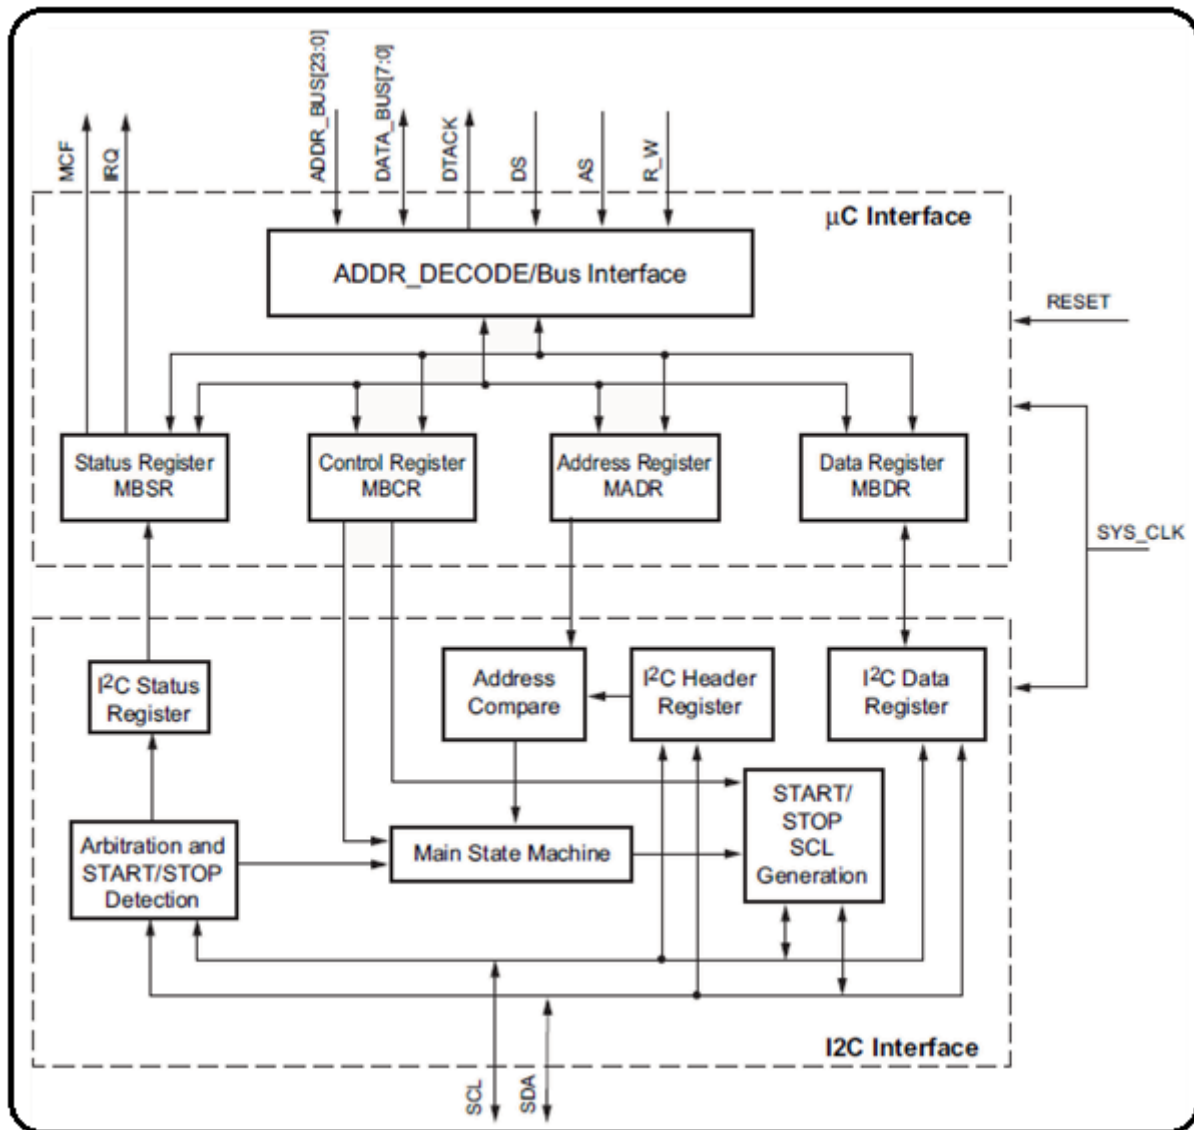 MCF
IRQ
ADDR_BUS[23:0]
DATA_BUS[7:0]
DTACK
DS
AS
R_W
µC Interface
ADDR_DECODE/Bus Interface
RESET
Status Register
MBSR
Control Register
MBCR
Address Register
MADR
Data Register
MBDR
SYS_CLK
I²C Status
Register
Address
Compare
I²C Header
Register
I²C Data
Register
START/
STOP
SCL
Generation
Arbitration and
START/STOP
Detection
Main State Machine
I2C Interface
SCL
SDA